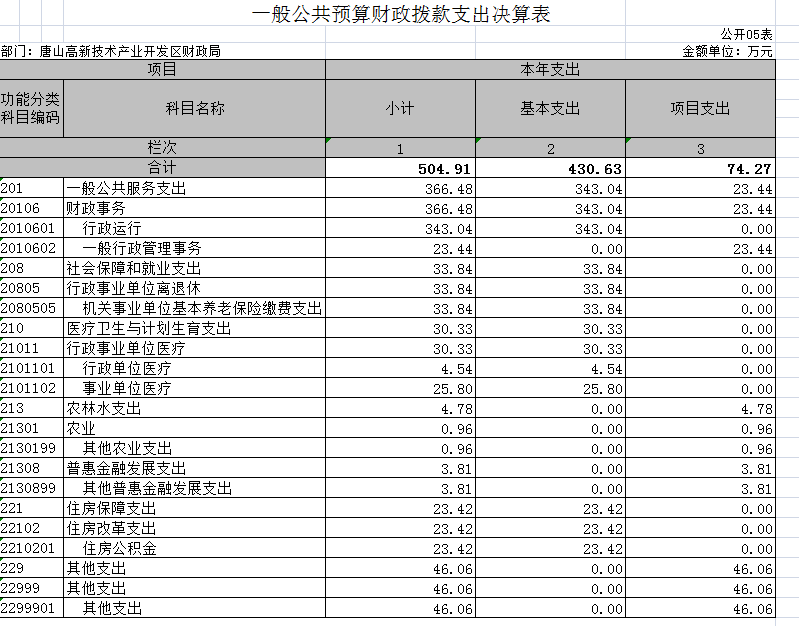 一般公共预算财政拨款支出决算表
公开05表
部门：唐山高新技术产业开发区财政局 金额单位：万元
项目 本年支出
功能分类科目编码 科目名称 小计 基本支出 项目支出
栏次 1 2 3
合计 504.91 430.63 74.27
201 一般公共服务支出 366.48 343.04 23.44
20106 财政事务 366.48 343.04 23.44
2010601 行政运行 343.04 343.04 0.00
2010602 一般行政管理事务 23.44 0.00 23.44
208 社会保障和就业支出 33.84 33.84 0.00
20805 行政事业单位离退休 33.84 33.84 0.00
2080505 机关事业单位基本养老保险缴费支出 33.84 33.84 0.00
210 医疗卫生与计划生育支出 30.33 30.33 0.00
21011 行政事业单位医疗 30.33 30.33 0.00
2101101 行政单位医疗 4.54 4.54 0.00
2101102 事业单位医疗 25.80 25.80 0.00
213 农林水支出 4.78 0.00 4.78
21301 农业 0.96 0.00 0.96
2130199 其他农业支出 0.96 0.00 0.96
21308 普惠金融发展支出 3.81 0.00 3.81
2130899 其他普惠金融发展支出 3.81 0.00 3.81
221 住房保障支出 23.42 23.42 0.00
22102 住房改革支出 23.42 23.42 0.00
2210201 住房公积金 23.42 23.42 0.00
229 其他支出 46.06 0.00 46.06
22999 其他支出 46.06 0.00 46.06
2299901 其他支出 46.06 0.00 46.06